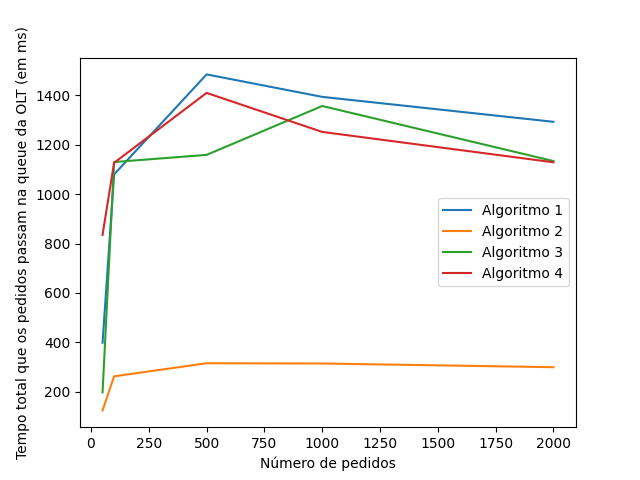 Tempo total que os pedidos passam na queue da OLT (em ms)
1400
1200
1000
800
600
400
200
Algoritmo 1
Algoritmo 2
Algoritmo 3
Algoritmo 4
0 250 500 750 1000 1250 1500 1750 2000
Número de pedidos